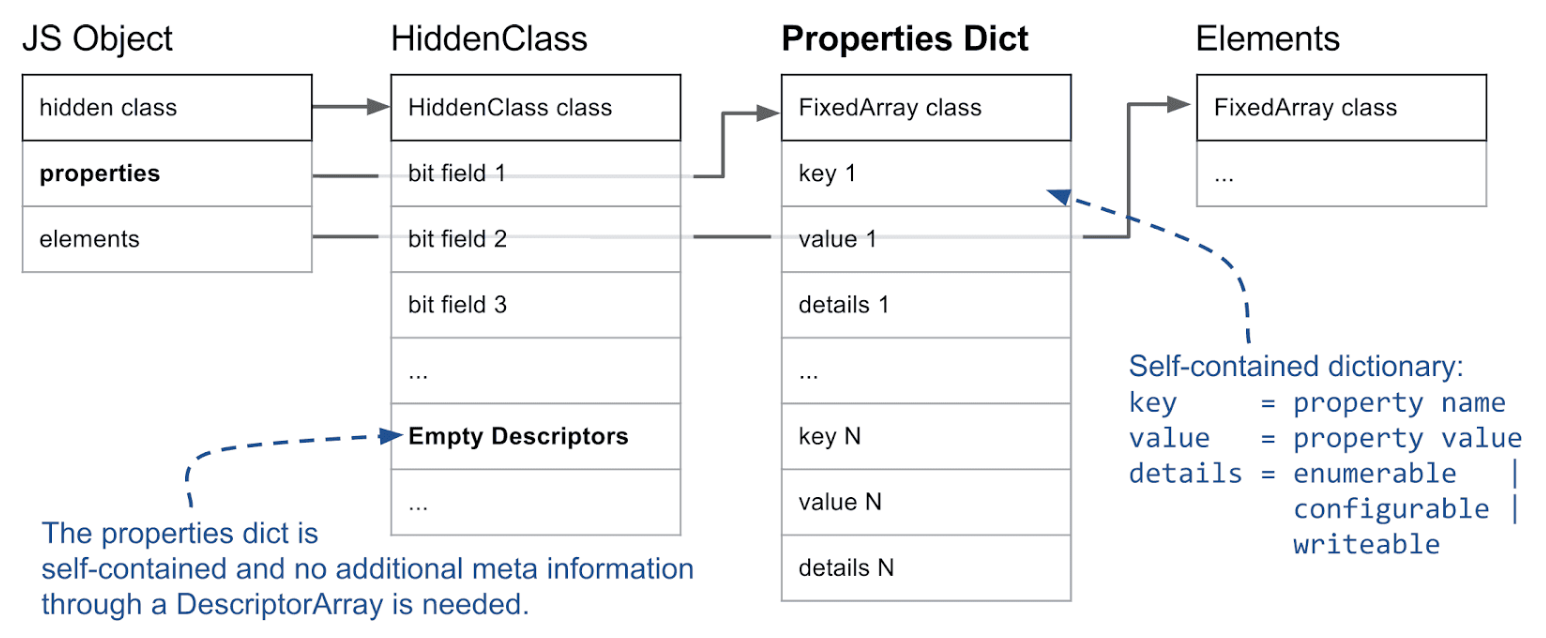 JS Object
hidden class
properties
elements
HiddenClass
HiddenClass class
bit field 1
bit field 2
bit field 3
...
Empty Descriptors
...
Properties Dict
FixedArray class
key 1
value 1
details 1
...
key N
value N
details N
Elements
FixedArray class
...
Self-contained dictionary:
key = property name
value = property value
details = enumerable |
configurable |
writeable
The properties dict is
self-contained and no additional meta information
through a DescriptorArray is needed.